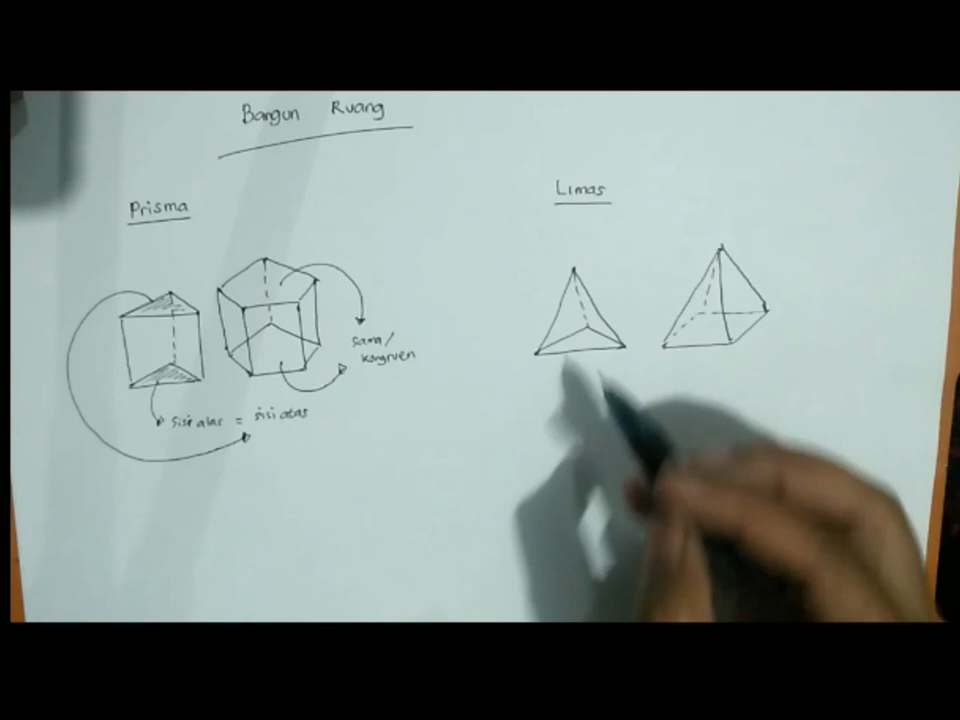 Bangun Ruang
Prisma
Limas
sama/
kongruen
sisi alas = sisi atas